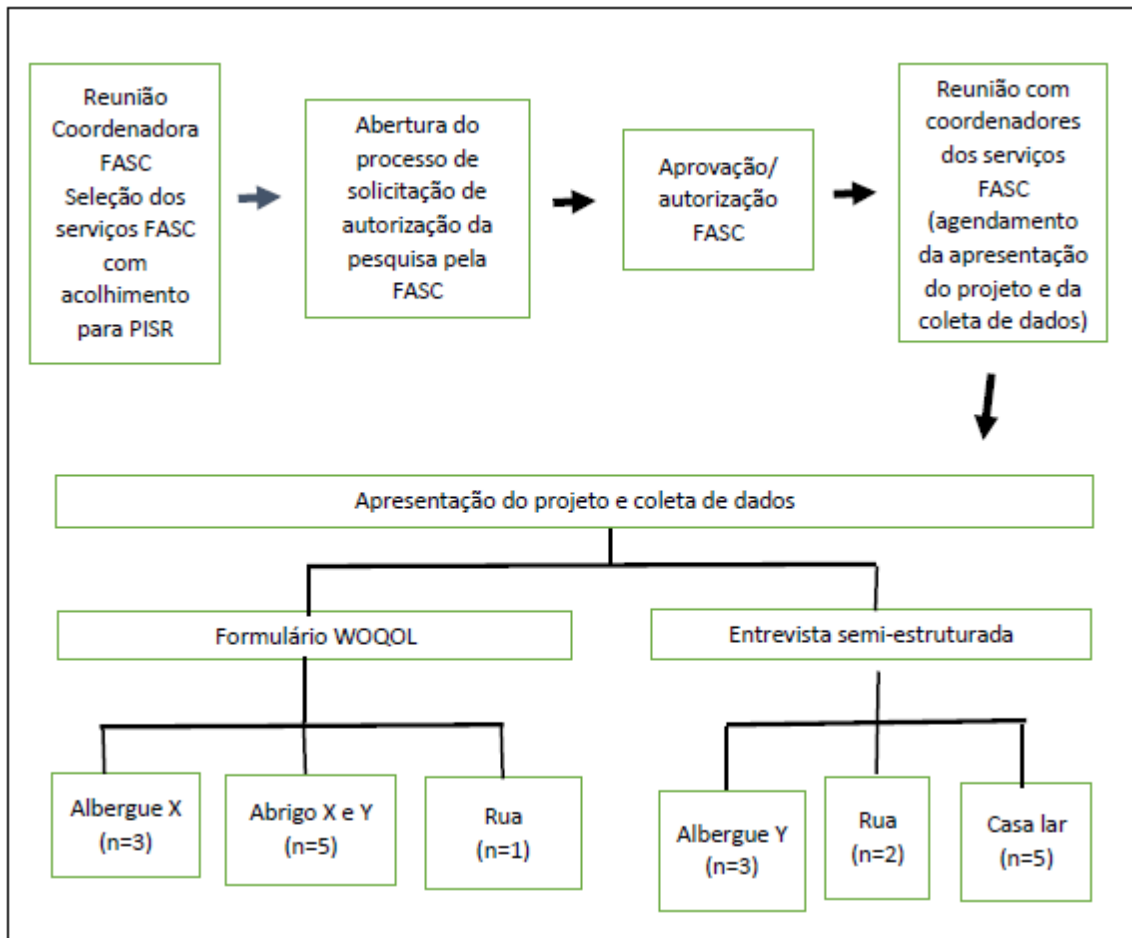 Reunião
Coordenadora
FASC
Seleção dos
serviços FASC
com
acolhimento
para PISR
Abertura do
processo de
solicitação de
autorização da
pesquisa pela
FASC
Aprovação/
autorização
FASC
Reunião com
coordenadores
dos serviços
FASC
(agendamento
da apresentação
do projeto e da
coleta de dados)
Apresentação do projeto e coleta de dados
Formulário WOQOL
Entrevista semi-estruturada
Albergue X
(n=3)
Abrigo X e Y
(n=5)
Rua
(n=1)
Albergue Y
(n=3)
Rua
(n=2)
Casa lar
(n=5)